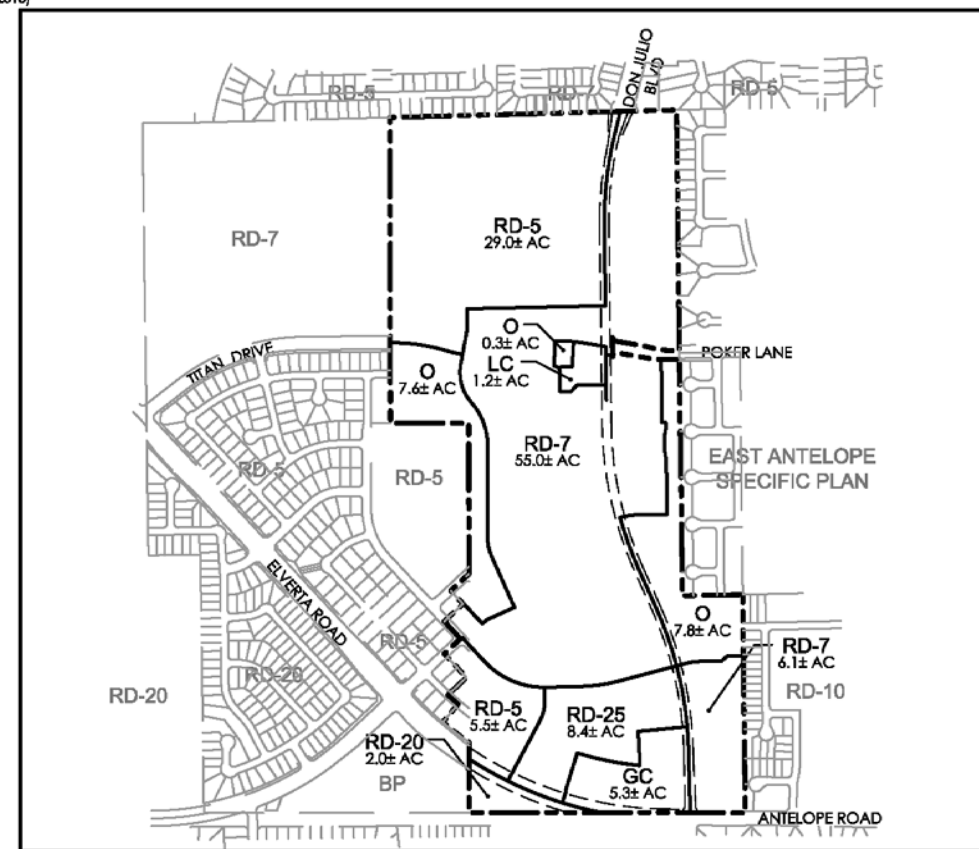 DON JULIO
BLVD
RD-5
RD-7
RD-5
RD-7
RD-5
29.0± AC
O
0.3± AC
LC
1.2± AC
POKER LANE
TITAN DRIVE
O
7.6± AC
RD-7
55.0± AC
EAST ANTELOPE
SPECIFIC PLAN
RD-5
RD-5
ELVERTA ROAD
O
7.8± AC
RD-7
6.1± AC
RD-5
RD-20
RD-20
RD-10
RD-5
5.5± AC
RD-25
8.4± AC
RD-20
2.0± AC
BP
GC
5.3± AC
ANTELOPE ROAD